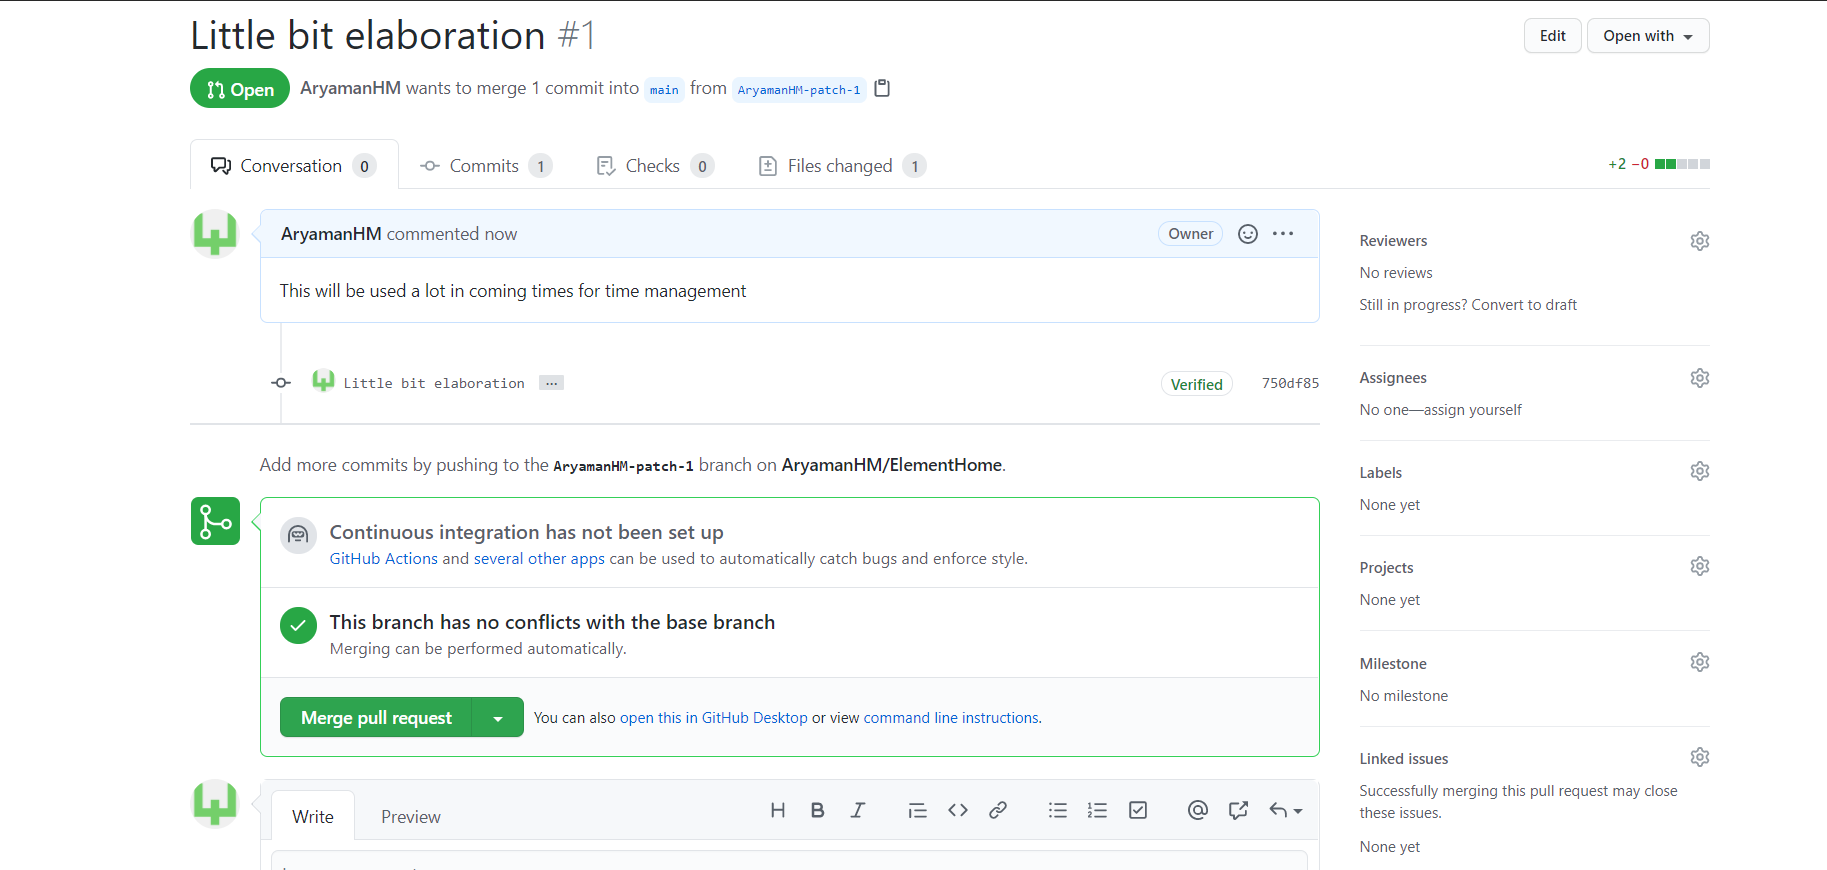 Little bit elaboration #1
Edit
Open with
Open
AryamanHM wants to merge 1 commit into main from AryamanHM-patch-1
Conversation 0
Commits 1
Checks 0
Files changed 1
+2 −0
AryamanHM commented now
Owner
This will be used a lot in coming times for time management
Little bit elaboration ...
Verified
750df85
Add more commits by pushing to the AryamanHM-patch-1 branch on AryamanHM/ElementHome.
Continuous integration has not been set up
GitHub Actions and several other apps can be used to automatically catch bugs and enforce style.
This branch has no conflicts with the base branch
Merging can be performed automatically.
Merge pull request
You can also open this in GitHub Desktop or view command line instructions.
Write
Preview
Reviewers
No reviews
Still in progress? Convert to draft
Assignees
No one—assign yourself
Labels
None yet
Projects
None yet
Milestone
No milestone
Linked issues
Successfully merging this pull request may close
these issues.
None yet